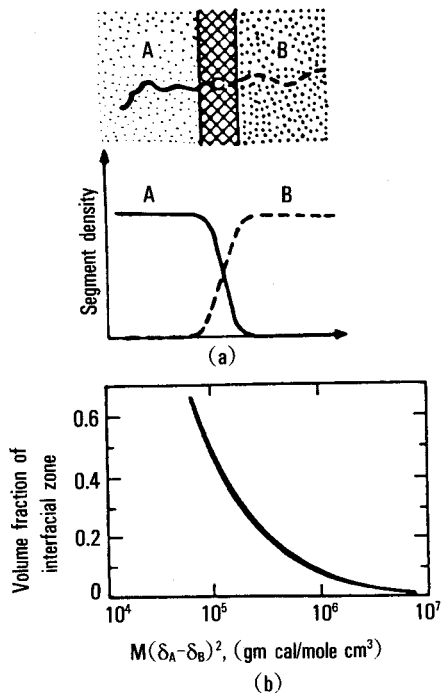 A
B
C
A
B
Segment density
(a)
0.6
0.4
0.2
0
Volume fraction of
interfacial zone
10⁴
10⁵
10⁶
10⁷
M(δA-δB)², (gm cal/mole cm³)
(b)